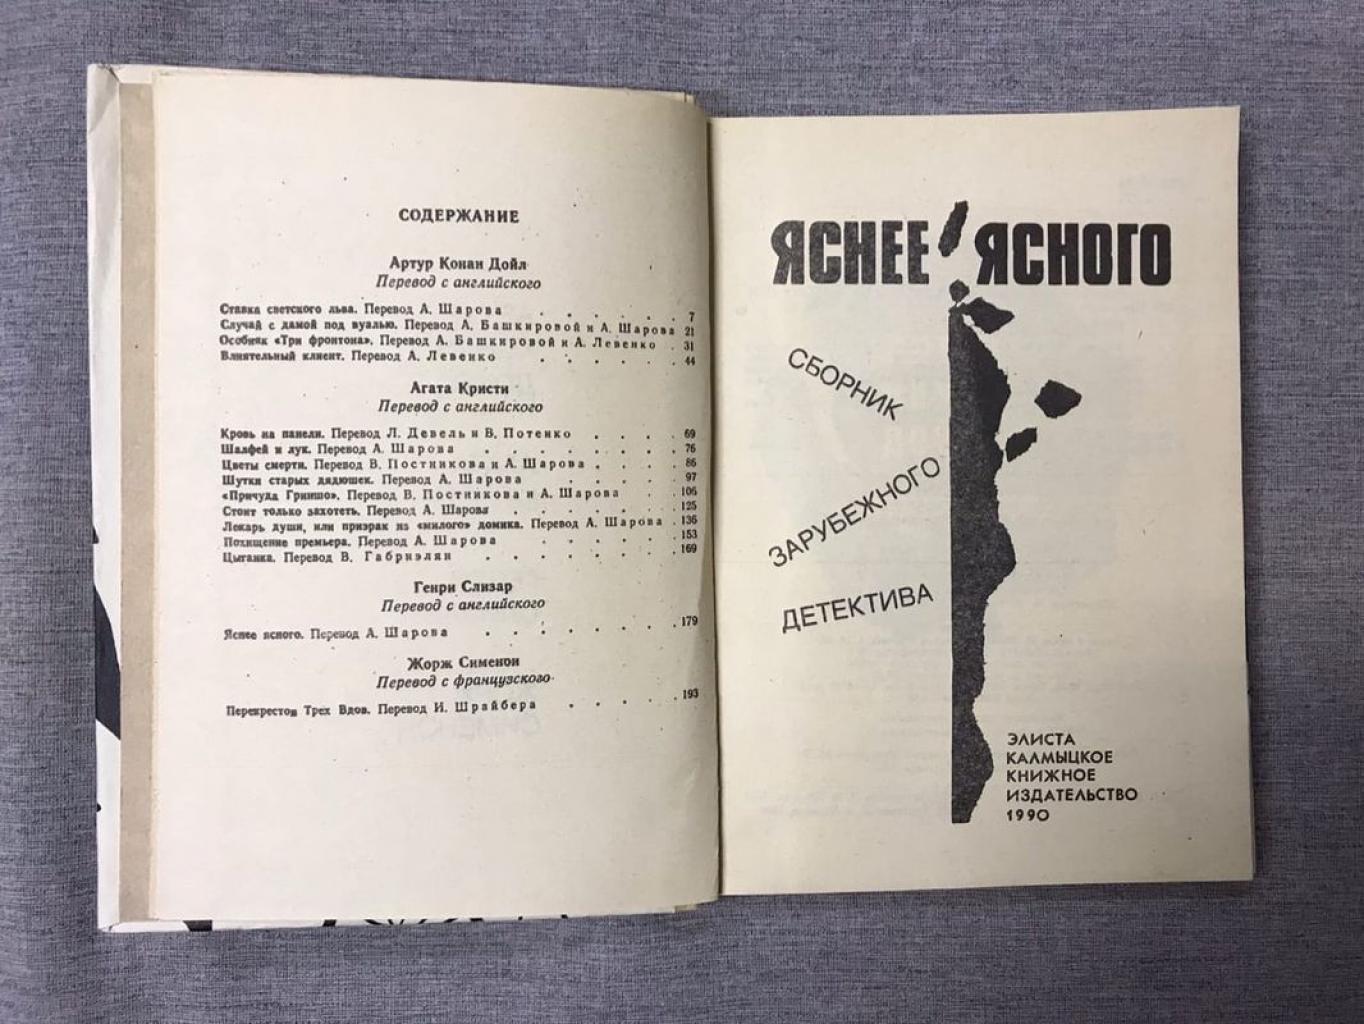 СОДЕРЖАНИЕ
Артур Конан Дойл
Перевод с английского
Ставка светского льва. Перевод А. Шарова . . . . . . 7
Случай с дамой под вуалью. Перевод А. Башкировой и А. Шарова 21
Особняк «Три фронтона». Перевод А. Башкировой и А. Левенко . 31
Влиятельный клиент. Перевод А. Левенко . . . . . . 44
Агата Кристи
Перевод с английского
Кровь на панели. Перевод Л. Девель и В. Потенко . . . . 69
Шалфей и лук. Перевод А. Шарова . . . . . . . 76
Цветы смерти. Перевод В. Постникова и А. Шарова . . . . 86
Шутки старых дядюшек. Перевод А. Шарова . . . . . 97
«Причуда Гриншо». Перевод В. Постникова и А. Шарова . . 106
Стоит только захотеть. Перевод А. Шарова . . . . . . 125
Лекарь души, или призрак из «милого» домика. Перевод А. Шарова . 136
Похищение премьера. Перевод А. Шарова . . . . . . 153
Цыганка. Перевод В. Габриэлян . . . . . . . 169
Генри Слизар
Перевод с английского
Яснее ясного. Перевод А. Шарова . . . . . . . 179
Жорж Сименон
Перевод с французского
Перекресток Трех Вдов. Перевод И. Шрайбера . . . . . 193
ЯСНЕЕ ЯСНОГО
СБОРНИК
ЗАРУБЕЖНОГО
ДЕТЕКТИВА
ЭЛИСТА
КАЛМЫЦКОЕ
КНИЖНОЕ
ИЗДАТЕЛЬСТВО
1990